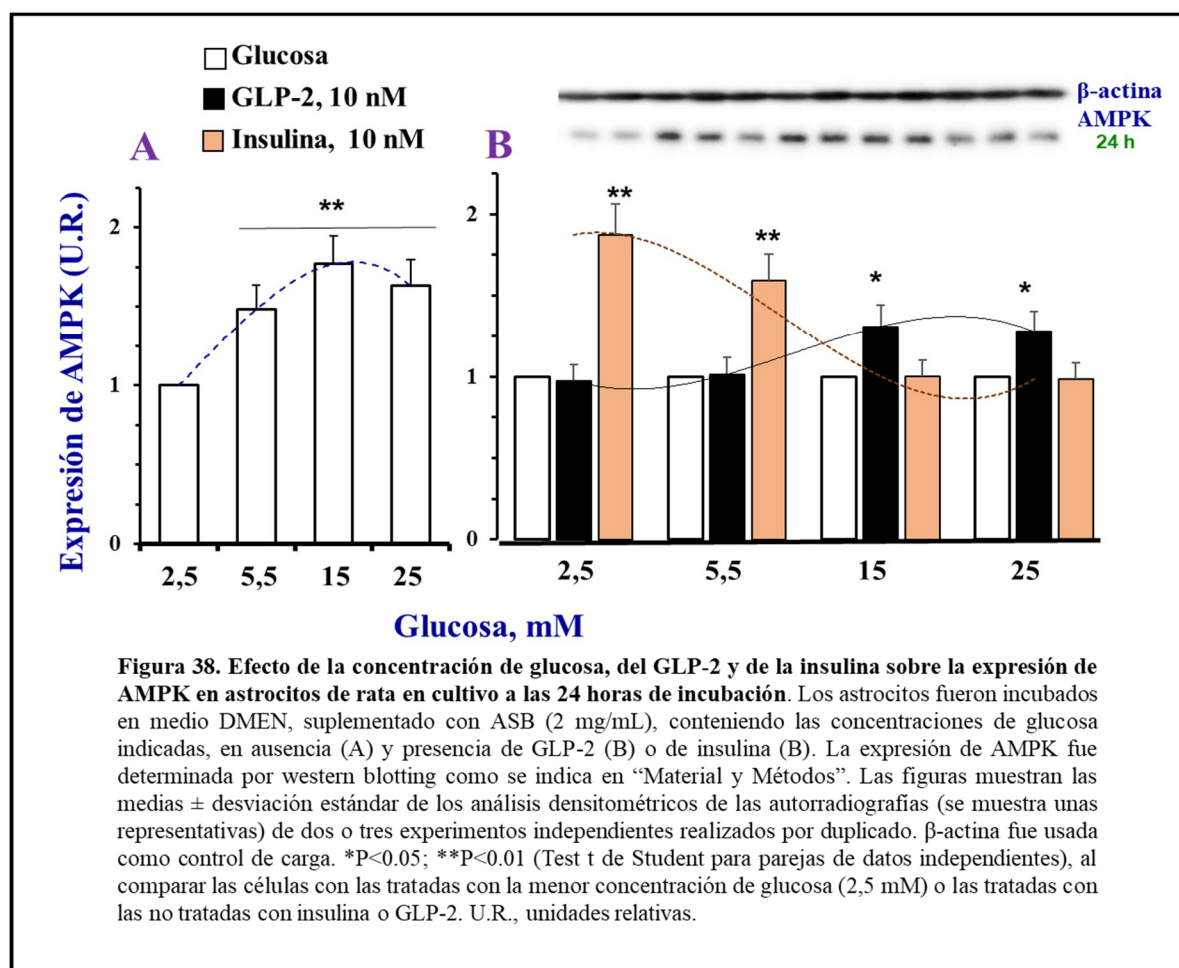 Glucosa
GLP-2, 10 nM
Insulina, 10 nM
β-actina
AMPK
24 h
A
B
Expresión de AMPK (U.R.)
2
1
0
**
2,5 5,5 15 25
2
1
0
**
**
*
*
2,5 5,5 15 25
Glucosa, mM
Figura 38. Efecto de la concentración de glucosa, del GLP-2 y de la insulina sobre la expresión de
AMPK en astrocitos de rata en cultivo a las 24 horas de incubación. Los astrocitos fueron incubados
en medio DMEN, suplementado con ASB (2 mg/mL), conteniendo las concentraciones de glucosa
indicadas, en ausencia (A) y presencia de GLP-2 (B) o de insulina (B). La expresión de AMPK fue
determinada por western blotting como se indica en “Material y Métodos”. Las figuras muestran las
medias ± desviación estándar de los análisis densitométricos de las autorradiografías (se muestra unas
representativas) de dos o tres experimentos independientes realizados por duplicado. β-actina fue usada
como control de carga. *P<0.05; **P<0.01 (Test t de Student para parejas de datos independientes), al
comparar las células con las tratadas con la menor concentración de glucosa (2,5 mM) o las tratadas con
las no tratadas con insulina o GLP-2. U.R., unidades relativas.